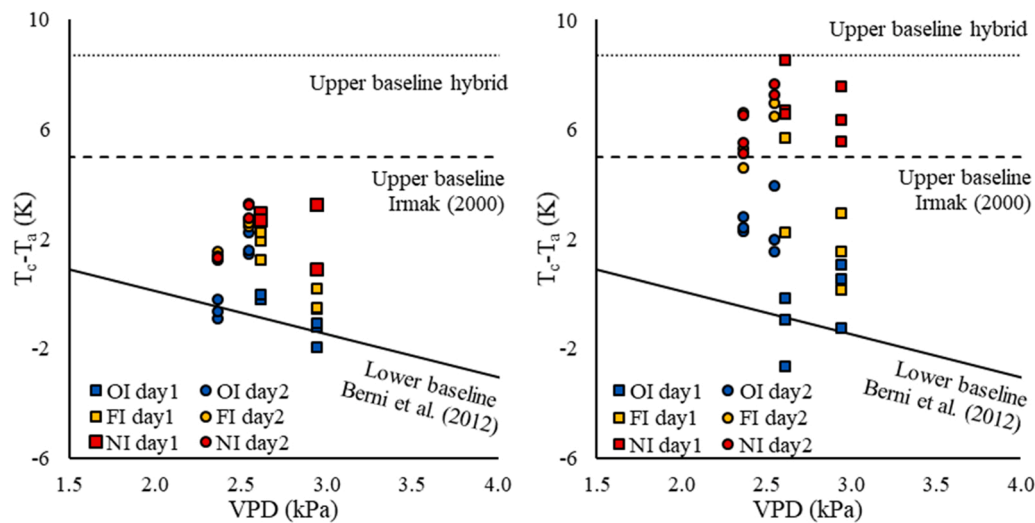 10
6
2
-2
-6
Tc-Ta (K)
Upper baseline hybrid
Upper baseline
Irmak (2000)
Lower baseline
Berni et al. (2012)
OI day1 OI day2
FI day1 FI day2
NI day1 NI day2
1.5 2.0 2.5 3.0 3.5 4.0
VPD (kPa)
10
6
2
-2
-6
Tc-Ta (K)
Upper baseline hybrid
Upper baseline
Irmak (2000)
Lower baseline
Berni et al. (2012)
OI day1 OI day2
FI day1 FI day2
NI day1 NI day2
1.5 2.0 2.5 3.0 3.5 4.0
VPD (kPa)